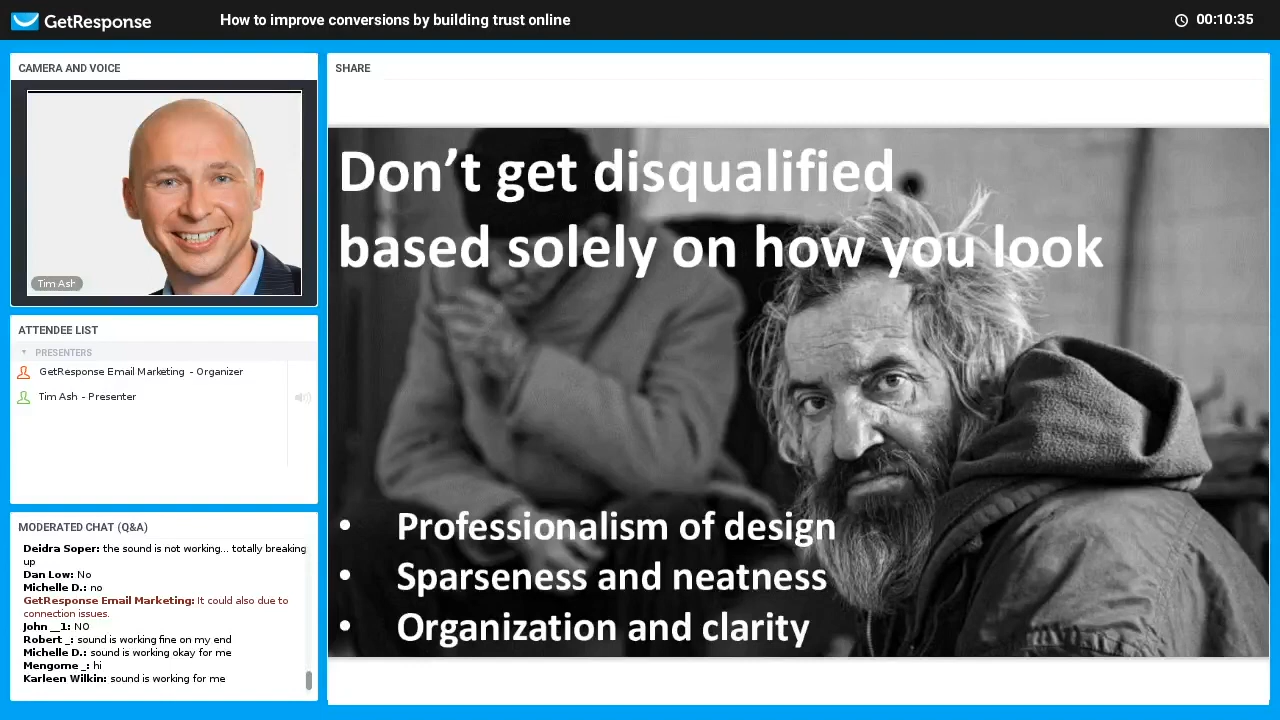 GetResponse
How to improve conversions by building trust online
00:10:35
CAMERA AND VOICE
Tim Ash
ATTENDEE LIST
PRESENTERS
GetResponse Email Marketing - Organizer
Tim Ash - Presenter
MODERATED CHAT (Q&A)
Deidra Soper: the sound is not working... totally breaking
up
Dan Low: No
Michelle D.: no
GetResponse Email Marketing: It could also due to
connection issues.
John __1: NO
Robert _: sound is working fine on my end
Michelle D.: sound is working okay for me
Mengome _: hi
Karleen Wilkin: sound is working for me
SHARE
Don't get disqualified
based solely on how you look
• Professionalism of design
• Sparseness and neatness
• Organization and clarity